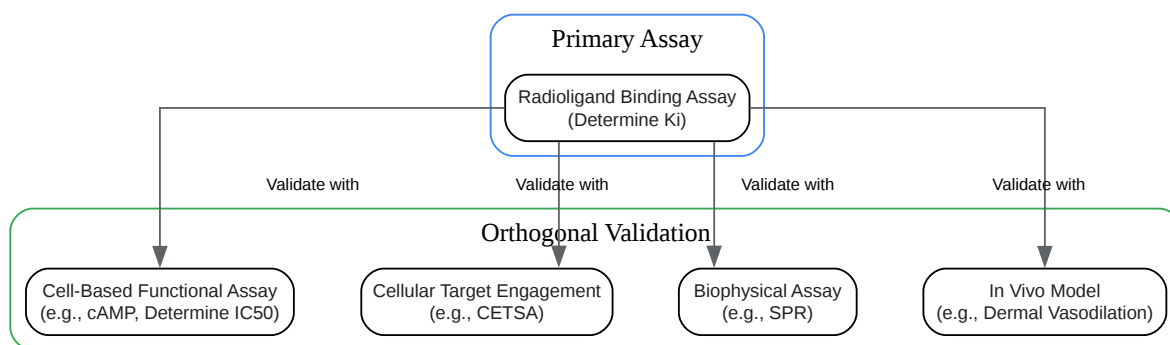 Primary Assay
Radioligand Binding Assay
(Determine Ki)
Validate with
Validate with
Validate with
Validate with
Orthogonal Validation
Cell-Based Functional Assay
(e.g., cAMP, Determine IC50)
Cellular Target Engagement
(e.g., CETSA)
Biophysical Assay
(e.g., SPR)
In Vivo Model
(e.g., Dermal Vasodilation)